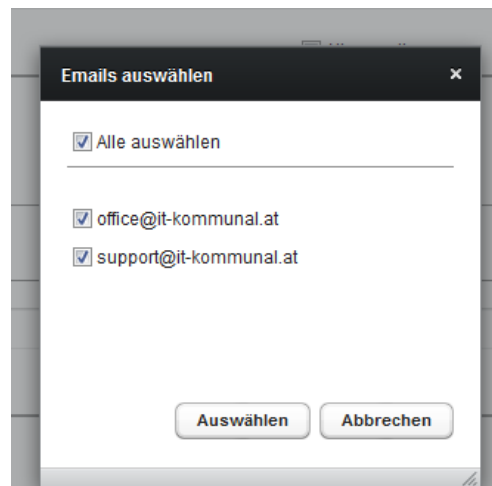 Emails auswählen ×
Alle auswählen
office@it-kommunal.at
support@it-kommunal.at
Auswählen Abbrechen